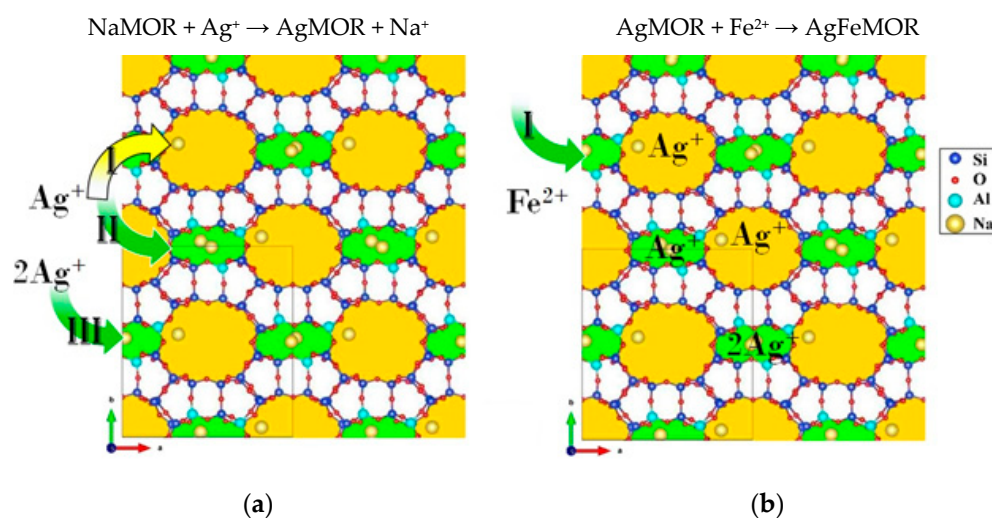 NaMOR + Ag⁺ → AgMOR + Na⁺
AgMOR + Fe²⁺ → AgFeMOR
I
Ag⁺
II
2Ag⁺
III
b
a
(a)
I
Fe²⁺
Ag⁺
Ag⁺
Ag⁺
2Ag⁺
b
a
Si
O
Al
Na
(b)